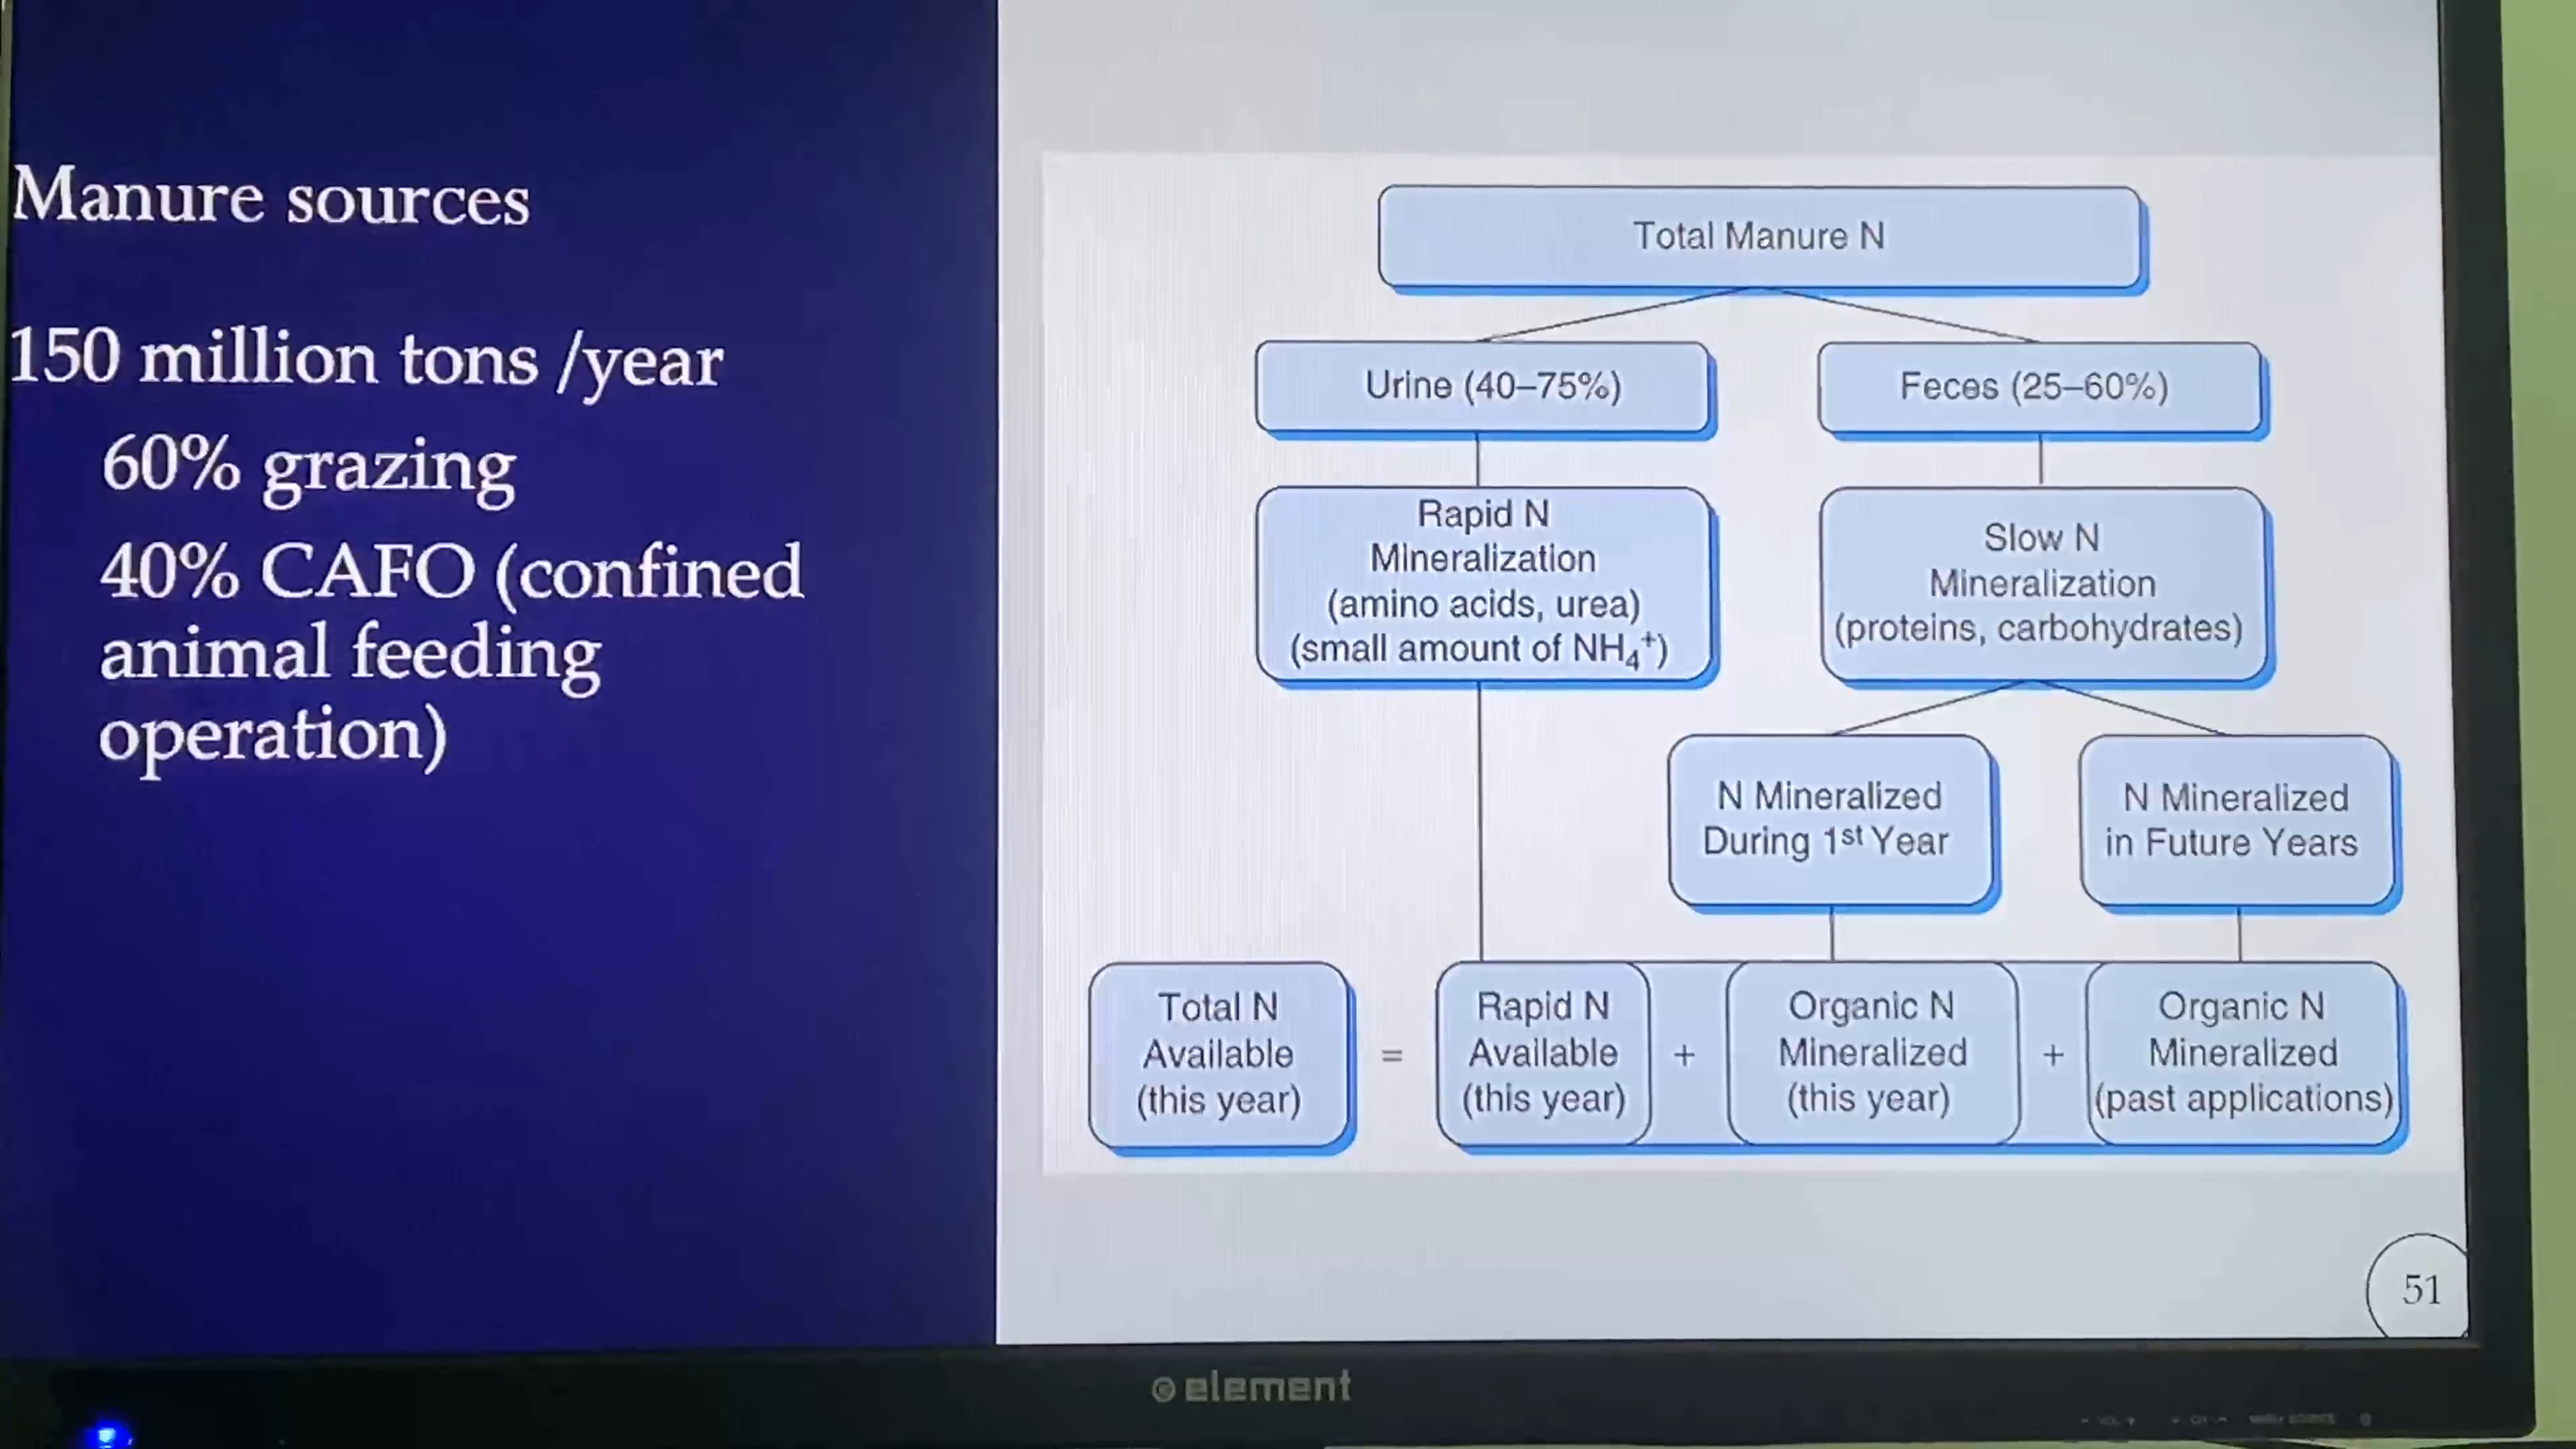 Manure sources
150 million tons /year
60% grazing
40% CAFO (confined
animal feeding
operation)
Total Manure N
Urine (40–75%)
Feces (25–60%)
Rapid N
Mineralization
(amino acids, urea)
(small amount of NH₄⁺)
Slow N
Mineralization
(proteins, carbohydrates)
N Mineralized
During 1st Year
N Mineralized
in Future Years
Total N
Available
(this year)
=
Rapid N
Available
(this year)
+
Organic N
Mineralized
(this year)
+
Organic N
Mineralized
(past applications)
51
element